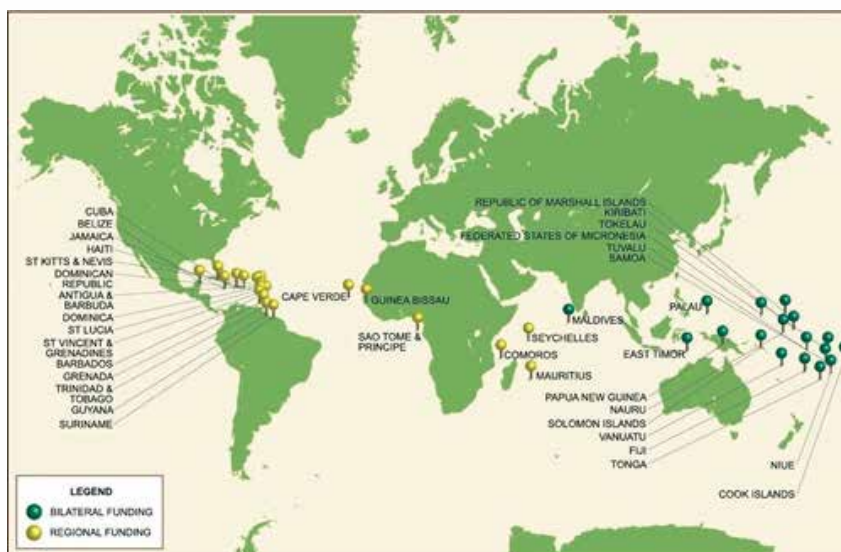 CUBA
BELIZE
JAMAICA
HAITI
ST KITTS & NEVIS
DOMINICAN
REPUBLIC
ANTIGUA &
BARBUDA
DOMINICA
ST LUCIA
ST VINCENT &
GRENADINES
BARBADOS
GRENADA
TRINIDAD &
TOBAGO
GUYANA
SURINAME
CAPE VERDE
GUINEA BISSAU
SAO TOME &
PRINCIPE
SEYCHELLES
COMOROS
MAURITIUS
MALDIVES
REPUBLIC OF MARSHALL ISLANDS
KIRIBATI
TOKELAU
FEDERATED STATES OF MICRONESIA
TUVALU
SAMOA
PALAU
EAST TIMOR
PAPUA NEW GUINEA
NAURU
SOLOMON ISLANDS
VANUATU
FIJI
TONGA
NIUE
COOK ISLANDS
LEGEND
BILATERAL FUNDING
REGIONAL FUNDING